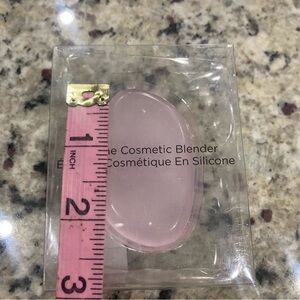 e Cosmetic Blender
É Cosmétique En Silicone
1
INCH
2
3